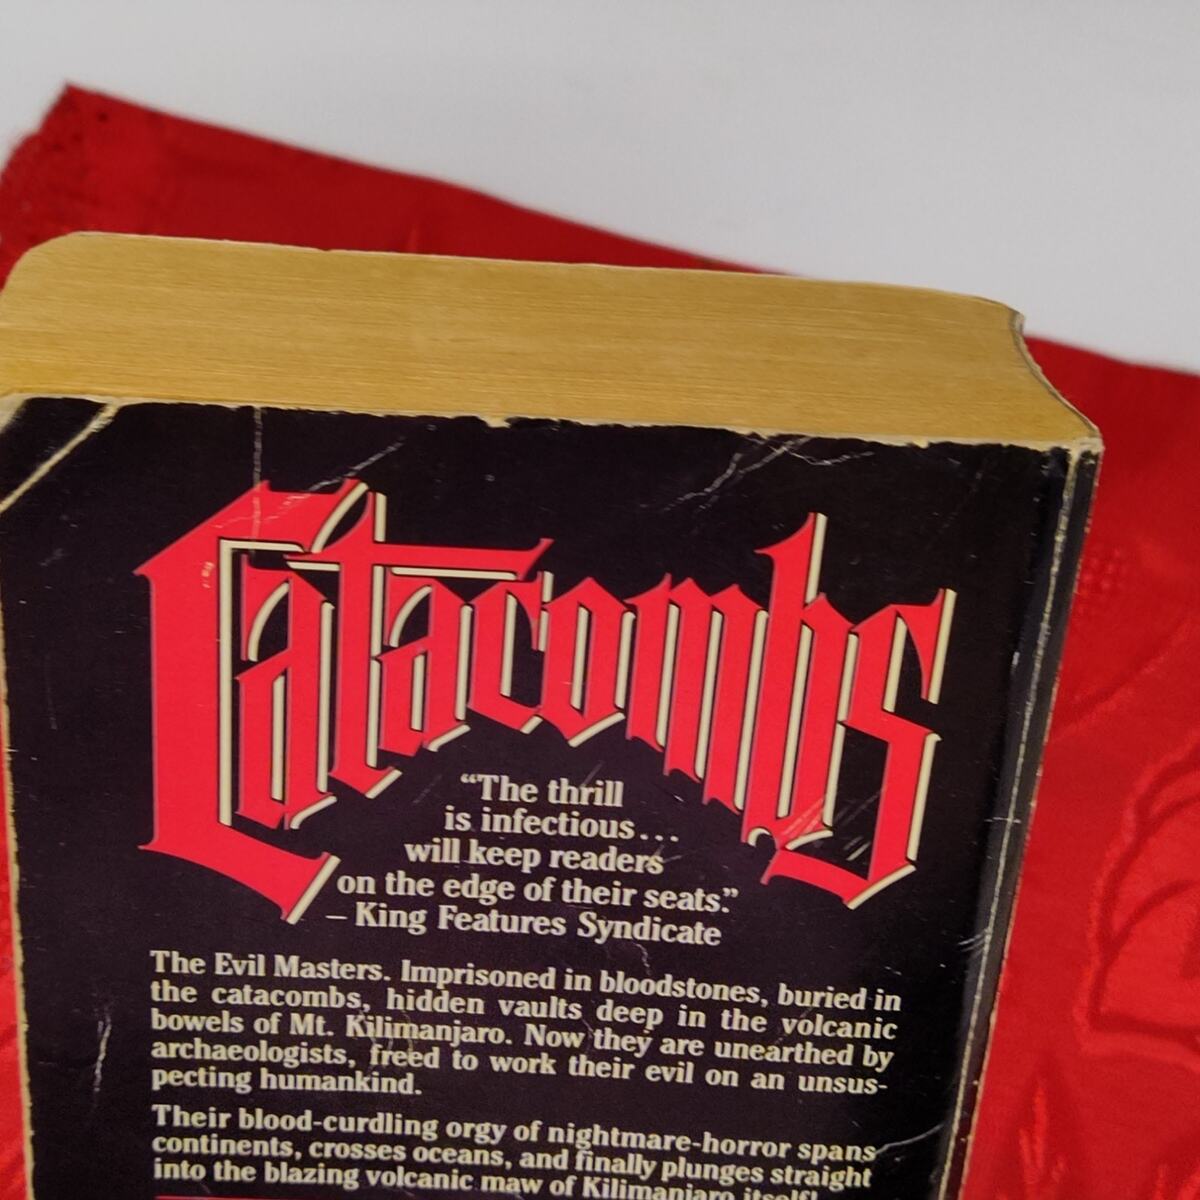 Catacombs
“The thrill
is infectious...
will keep readers
on the edge of their seats.”
– King Features Syndicate
The Evil Masters. Imprisoned in bloodstones, buried in
the catacombs, hidden vaults deep in the volcanic
bowels of Mt. Kilimanjaro. Now they are unearthed by
archaeologists, freed to work their evil on an unsus-
pecting humankind.
Their blood-curdling orgy of nightmare-horror spans
continents, crosses oceans, and finally plunges straight
into the blazing volcanic maw of Kilimanjaro itself!